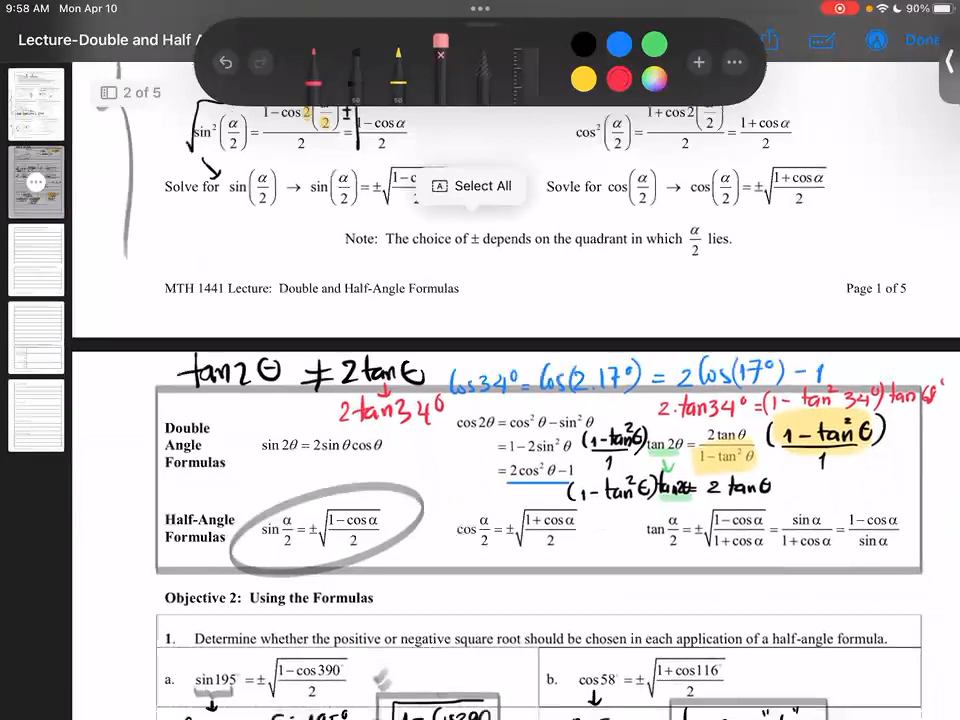 9:58 AM Mon Apr 10
90%
Lecture-Double and Half A
Done
2 of 5
sin²(α/2) = (1−cos2(α/2))/2 = ± (1−cosα)/2
cos²(α/2) = (1+cos2(α/2))/2 = (1+cosα)/2
Solve for sin(α/2) → sin(α/2) = ±√((1−c
Select All
Sovle for cos(α/2) → cos(α/2) = ±√((1+cosα)/2)
Note: The choice of ± depends on the quadrant in which α/2 lies.
MTH 1441 Lecture: Double and Half-Angle Formulas
Page 1 of 5
tan2θ ≠ 2tanθ
cos34° = cos(2·17°) = 2cos(17°) − 1
2tan34°
2·tan34° = (1−tan²34°)tan68°
Double Angle Formulas
sin 2θ = 2sin θ cos θ
cos 2θ = cos² θ − sin² θ
= 1 − 2sin² θ
= 2cos² θ − 1
(1−tan²θ)/1
tan 2θ = 2 tan θ/(1 − tan² θ)
(1−tan²θ)/1
(1−tan²θ)tan2θ = 2 tanθ
Half-Angle Formulas
sin α/2 = ±√((1−cos α)/2)
cos α/2 = ±√((1+cos α)/2)
tan α/2 = ±√((1−cos α)/(1+cos α)) = sin α/(1+cos α) = (1−cos α)/sin α
Objective 2: Using the Formulas
1. Determine whether the positive or negative square root should be chosen in each application of a half-angle formula.
a. sin195° = ±√((1−cos390°)/2)
b. cos58° = ±√((1+cos116°)/2)